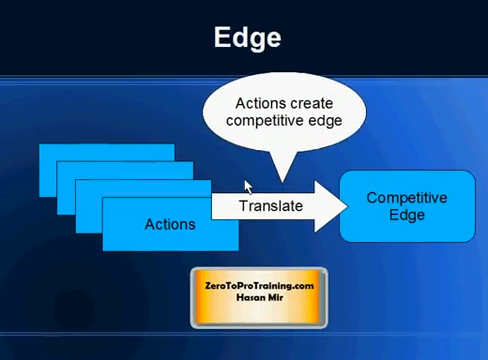 Edge
Actions create
competitive edge
Actions
Translate
Competitive
Edge
ZeroToProTraining.com
Hasan Mir